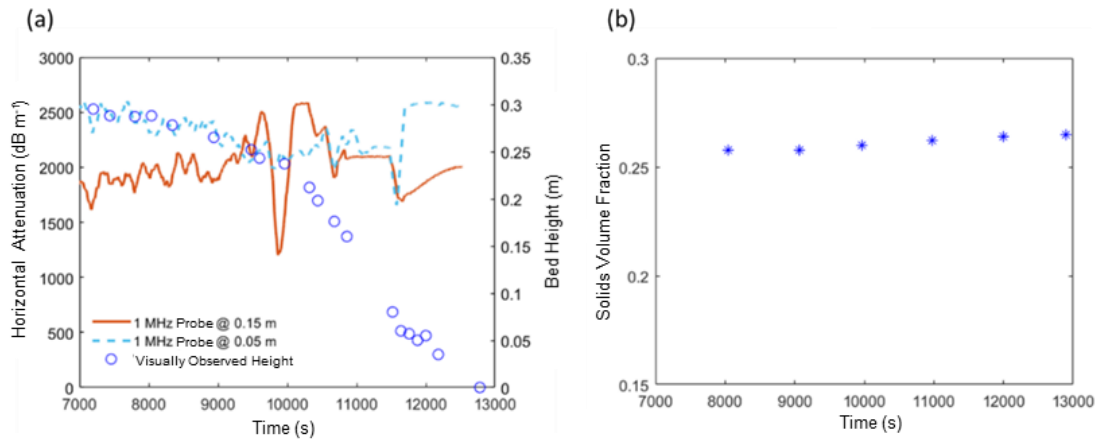 (a)
3000
2500
2000
1500
1000
500
0
Horizontal Attenuation (dB m⁻¹)
0.35
0.3
0.25
0.2
0.15
0.1
0.05
0
Bed Height (m)
1 MHz Probe @ 0.15 m
1 MHz Probe @ 0.05 m
Visually Observed Height
7000 8000 9000 10000 11000 12000 13000
Time (s)
(b)
0.3
0.25
0.2
0.15
Solids Volume Fraction
7000 8000 9000 10000 11000 12000 13000
Time (s)